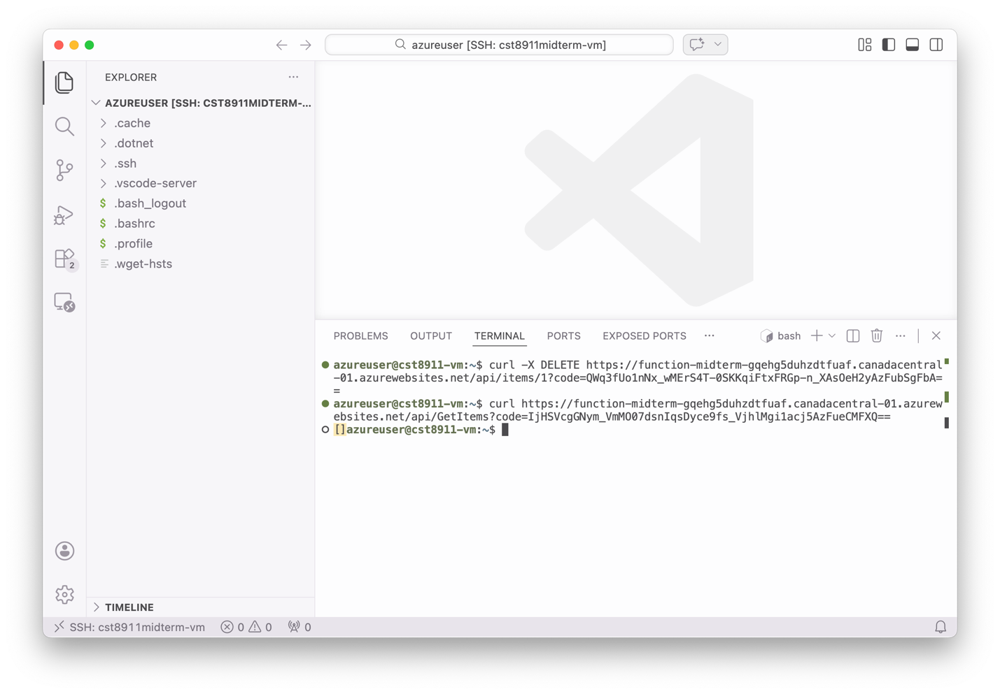 azureuser [SSH: cst8911midterm-vm]
EXPLORER
AZUREUSER [SSH: CST8911MIDTERM-...
.cache
.dotnet
.ssh
.vscode-server
.bash_logout
.bashrc
.profile
.wget-hsts
2
PROBLEMS OUTPUT TERMINAL PORTS EXPOSED PORTS ... bash
azureuser@cst8911-vm:~$ curl -X DELETE https://function-midterm-gqehg5duhzdtfuaf.canadacentral
-01.azurewebsites.net/api/items/1?code=QWq3fUo1nNx_wMErS4T-0SKKqiFtxFRGp-n_XAsOeH2yAzFubSgFbA=
=
azureuser@cst8911-vm:~$ curl https://function-midterm-gqehg5duhzdtfuaf.canadacentral-01.azurew
ebsites.net/api/GetItems?code=IjHSVcgGNym_VmMO07dsnIqsDyce9fs_VjhlMgi1acj5AzFueCMFXQ==
[]azureuser@cst8911-vm:~$
TIMELINE
SSH: cst8911midterm-vm 0 0 0